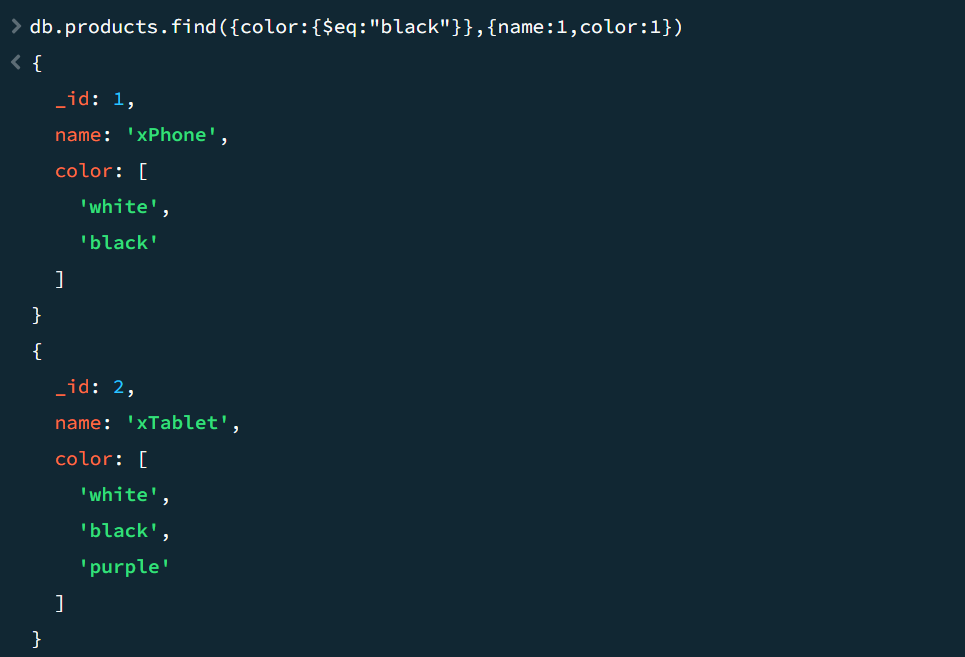 > db.products.find({color:{$eq:"black"}},{name:1,color:1})
< {
_id: 1,
name: 'xPhone',
color: [
'white',
'black'
]
}
{
_id: 2,
name: 'xTablet',
color: [
'white',
'black',
'purple'
]
}